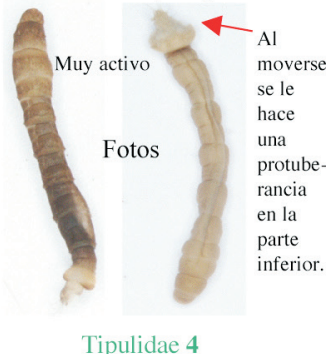 Muy activo
Fotos
Al
moverse
se le
hace
una
protube-
rancia
en la
parte
inferior.
Tipulidae 4